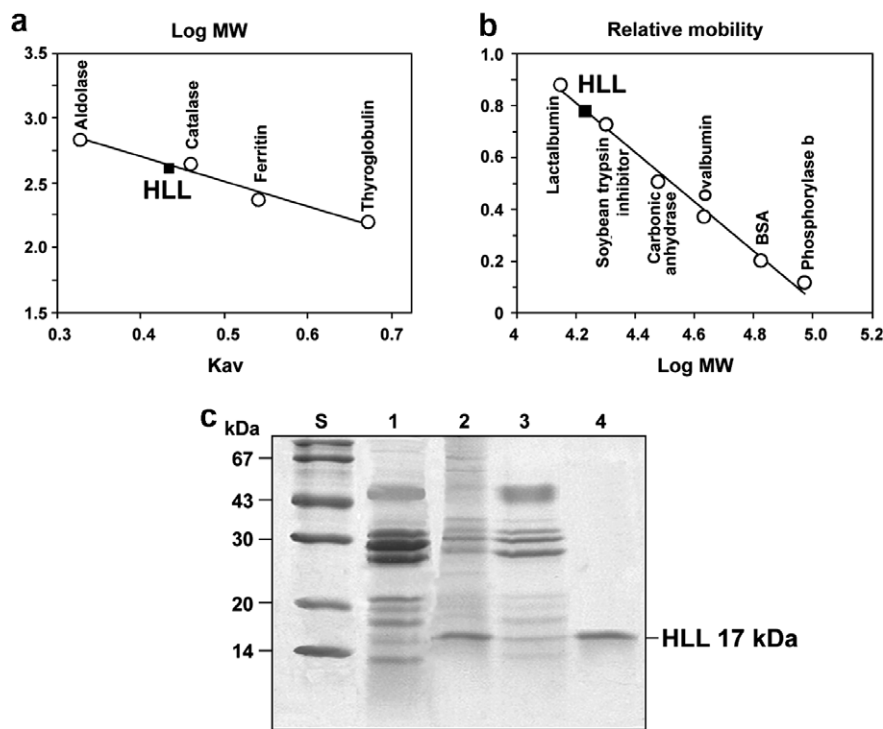 a
Log MW
3.5
3.0
2.5
2.0
1.5
Aldolase
HLL
Catalase
Ferritin
Thyroglobulin
0.3 0.4 0.5 0.6 0.7
Kav
b
Relative mobility
1.0
0.8
0.6
0.4
0.2
0
Lactalbumin
HLL
Soybean trypsin
inhibitor
Carbonic
anhydrase
Ovalbumin
BSA
Phosphorylase b
4 4.2 4.4 4.6 4.8 5.0 5.2
Log MW
c
kDa
S 1 2 3 4
67
43
30
20
14
HLL 17 kDa